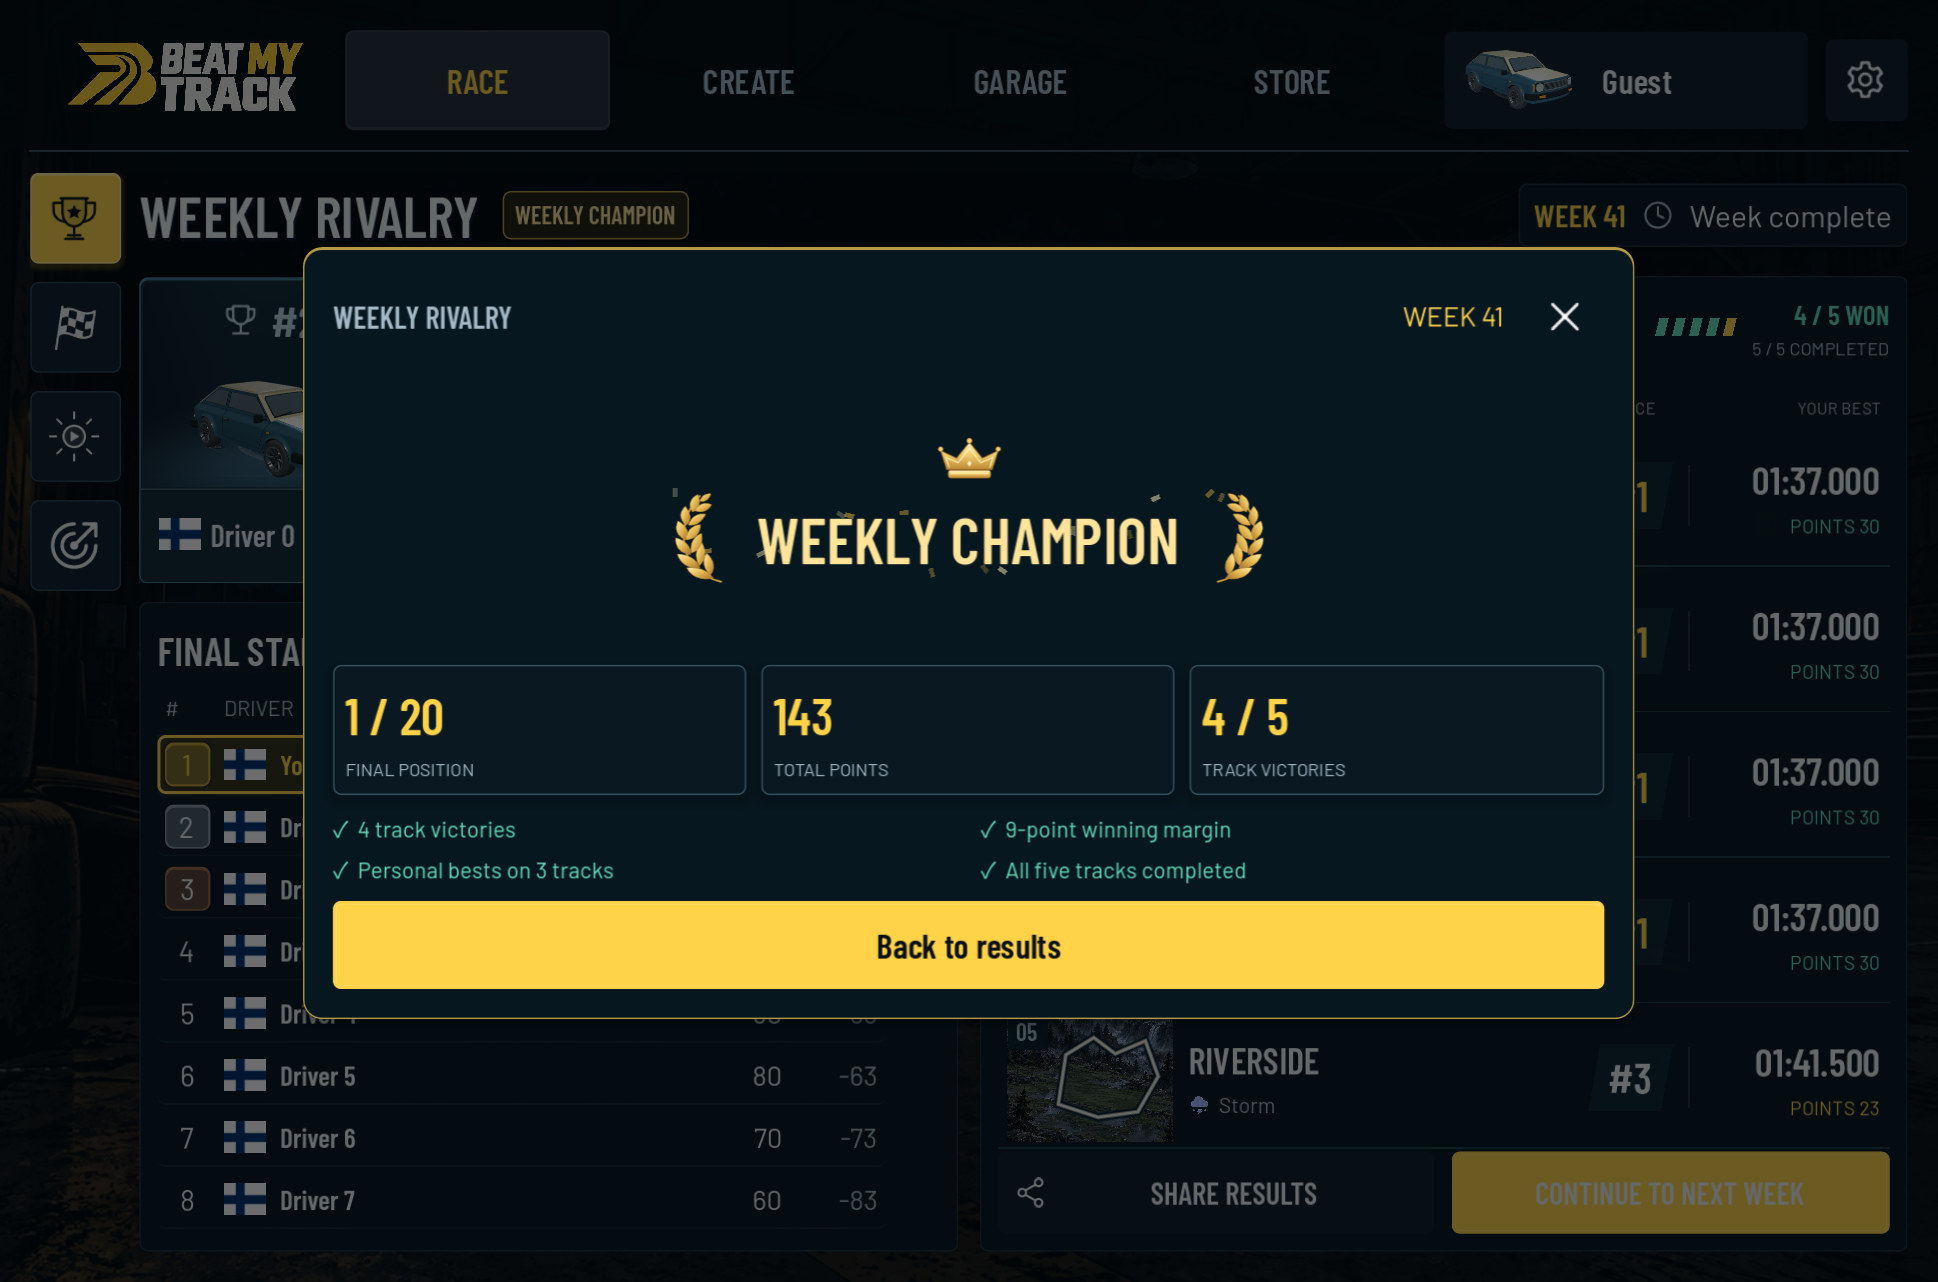 BEAT MY
TRACK
RACE
CREATE
GARAGE
STORE
Guest
WEEKLY RIVALRY
WEEKLY CHAMPION
WEEK 41
Week complete
Driver 0
WEEKLY RIVALRY
WEEK 41
4 / 5 WON
5 / 5 COMPLETED
YOUR BEST
WEEKLY CHAMPION
1 / 20
FINAL POSITION
143
TOTAL POINTS
4 / 5
TRACK VICTORIES
✓ 4 track victories
✓ 9-point winning margin
✓ Personal bests on 3 tracks
✓ All five tracks completed
Back to results
01:37.000
POINTS 30
01:37.000
POINTS 30
01:37.000
POINTS 30
01:37.000
POINTS 30
FINAL
# DRIVER
1
2
3
4
5
6 Driver 5 80 -63
7 Driver 6 70 -73
8 Driver 7 60 -83
05
RIVERSIDE
Storm
#3
01:41.500
POINTS 23
SHARE RESULTS
CONTINUE TO NEXT WEEK